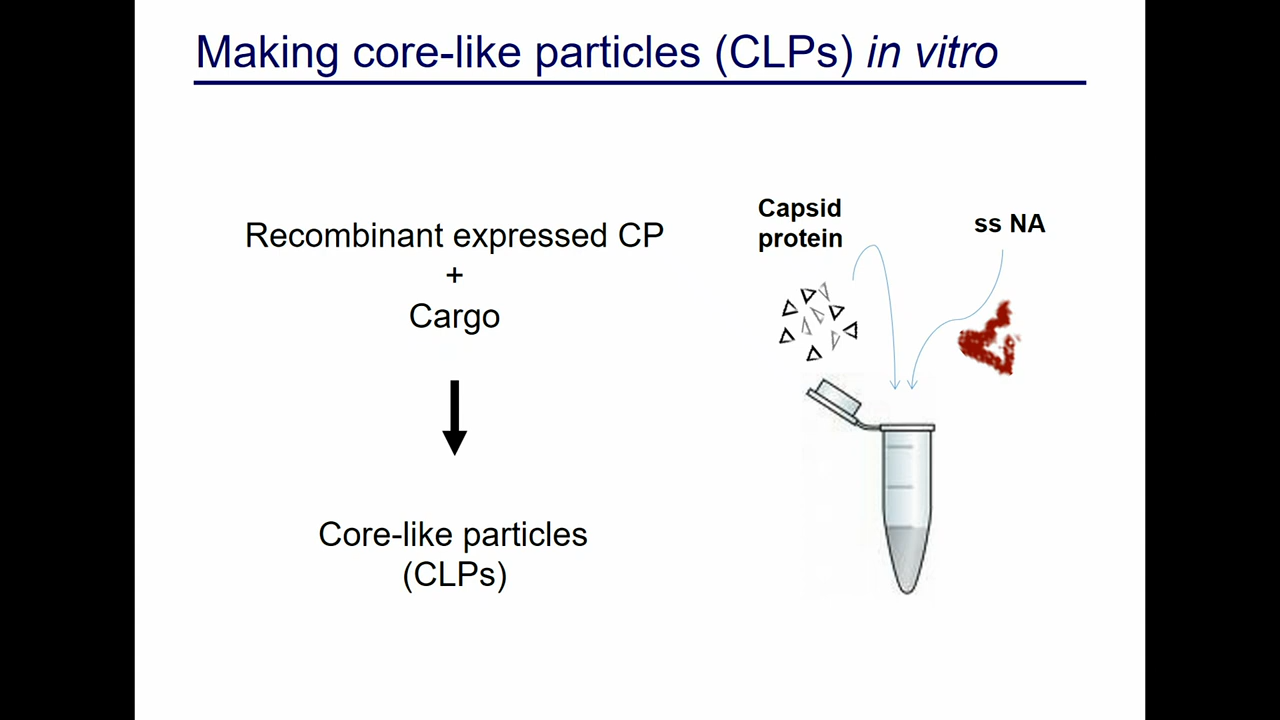 Making core-like particles (CLPs) in vitro
Recombinant expressed CP
+
Cargo
Core-like particles
(CLPs)
Capsid
protein
ss NA